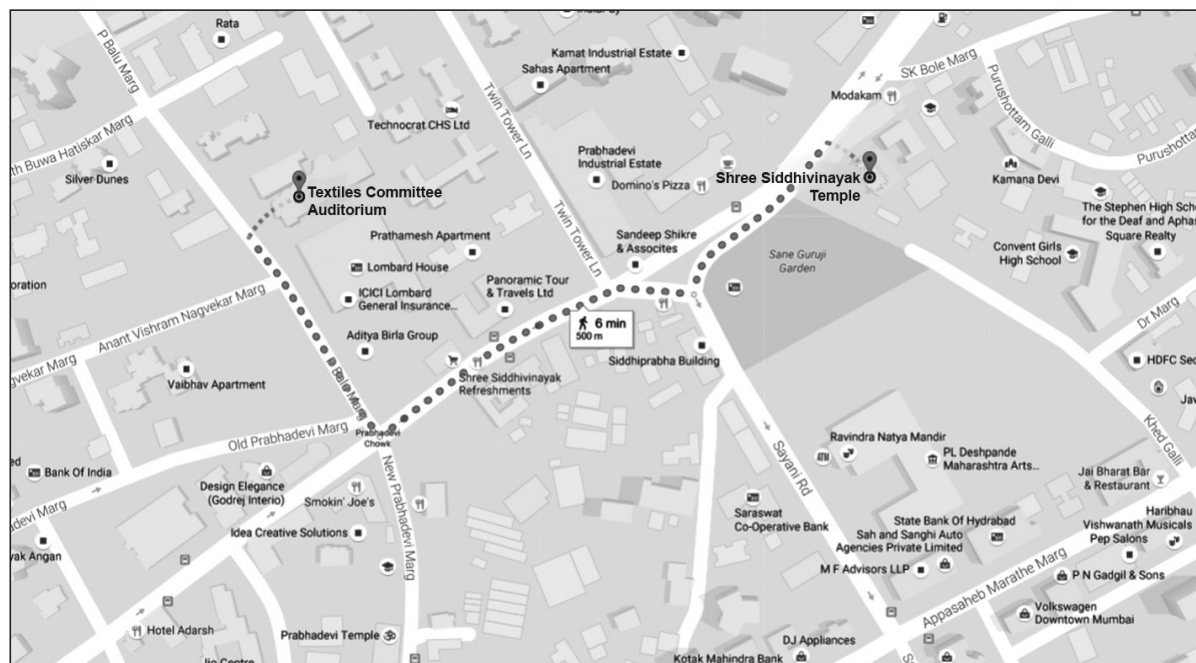 Rata
P Balu Marg
Kamat Industrial Estate
Sahas Apartment
SK Bole Marg
Modakam
Purushottam Galli
Technocrat CHS Ltd
Twin Tower Ln
Buwa Hatiskar Marg
Silver Dunes
Prabhadevi
Industrial Estate
Domino's Pizza
Shree Siddhivinayak
Temple
Kamana Devi
Textiles Committee
Auditorium
The Stephen High
for the Deaf and
Square Realty
Prathamesh Apartment
Twin Tower Ln
Sandeep Shikre
& Assocites
Sane Guruji
Garden
Convent Girls
High School
Lombard House
Panoramic Tour
& Travels Ltd
ICICI Lombard
General Insurance...
Anant Vishram Nagvekar Marg
Dr Marg
6 min
500 m
Aditya Birla Group
Siddhiprabha Building
HDFC
Vaibhav Apartment
Shree Siddhivinayak
Refreshments
Marg
Old Prabhadevi Marg
Prabhadevi
Chowk
Khed Galli
Sayani Rd
Ravindra Natya Mandir
PL Deshpande
Maharashtra Arts...
Bank Of India
New Prabhadevi Marg
Jai Bharat Bar
& Restaurant
Design Elegance
(Godrej Interio)
Smokin' Joe's
Saraswat
Co-Operative Bank
Haribhau
Vishwanath Musicals
Pep Salons
Idea Creative Solutions
State Bank Of Hydrabad
Sah and Sanghi Auto
Agencies Private Limited
Angan
M F Advisors LLP
P N Gadgil & Sons
Appasaheb Marathe Marg
Volkswagen
Downtown Mumbai
Hotel Adarsh
Prabhadevi Temple
DJ Appliances
Kotak Mahindra Bank